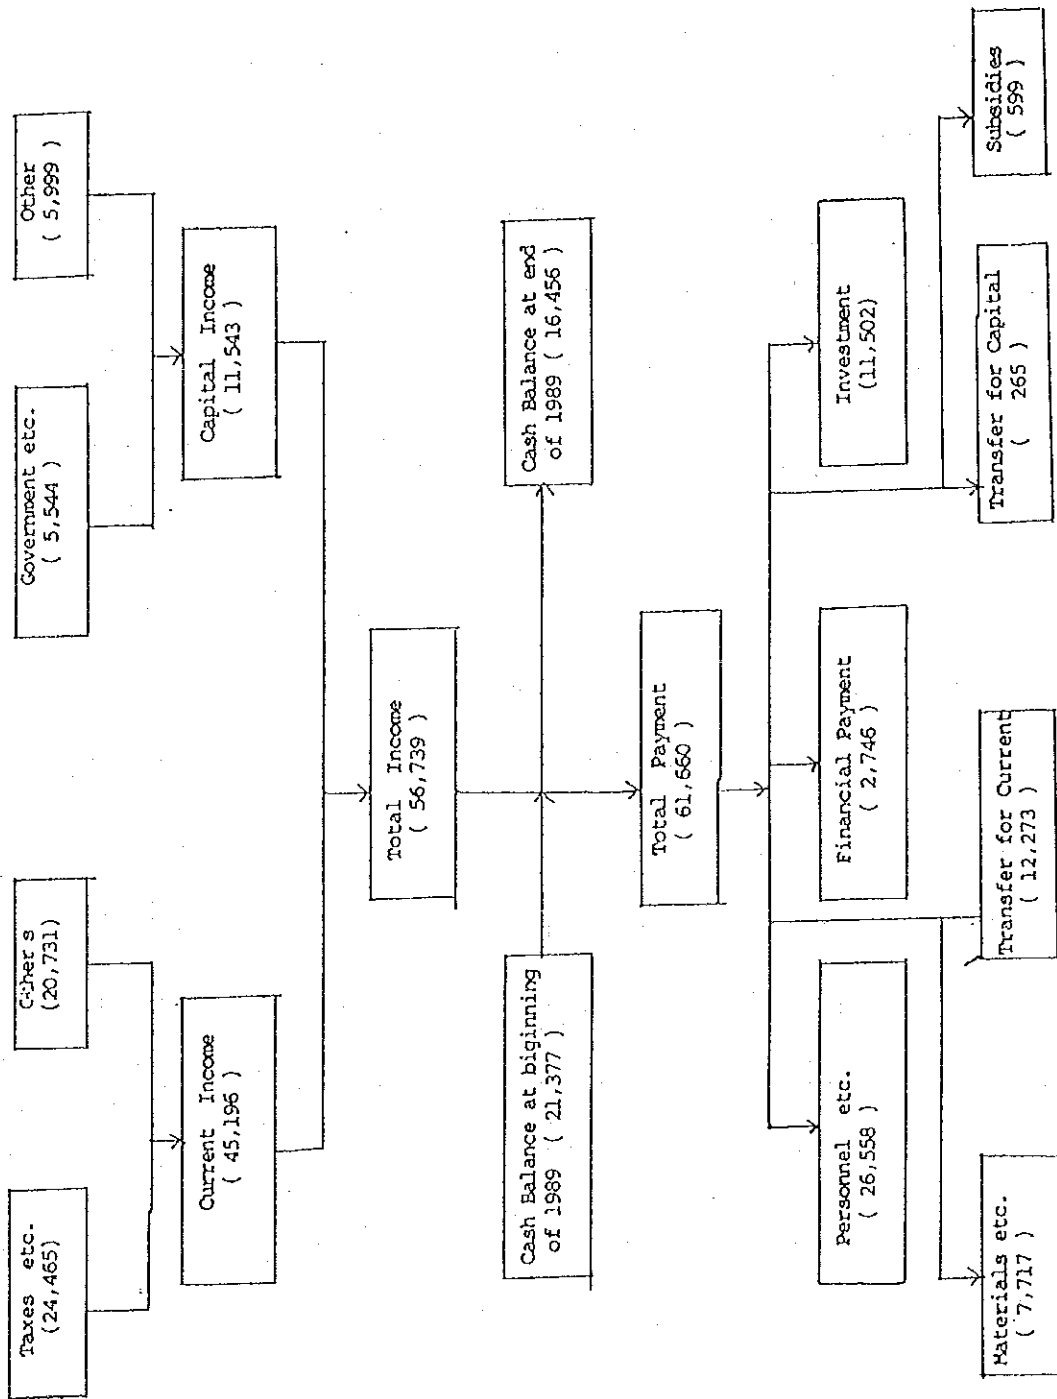 Taxes etc.
(24,465)
Others
(20,731)
Government etc.
( 5,544 )
Other
( 5,999 )
Current Income
( 45,196 )
Capital Income
( 11,543 )
Total Income
( 56,739 )
Cash Balance at biginning
of 1989 ( 21,377 )
Cash Balance at end
of 1989 ( 16,456 )
Total Payment
( 61,660 )
Personnel etc.
( 26,558 )
Financial Payment
( 2,746 )
Investment
(11,502)
Materials etc.
( 7,717 )
Transfer for Current
( 12,273 )
Transfer for Capital
( 265 )
Subsidies
( 599 )